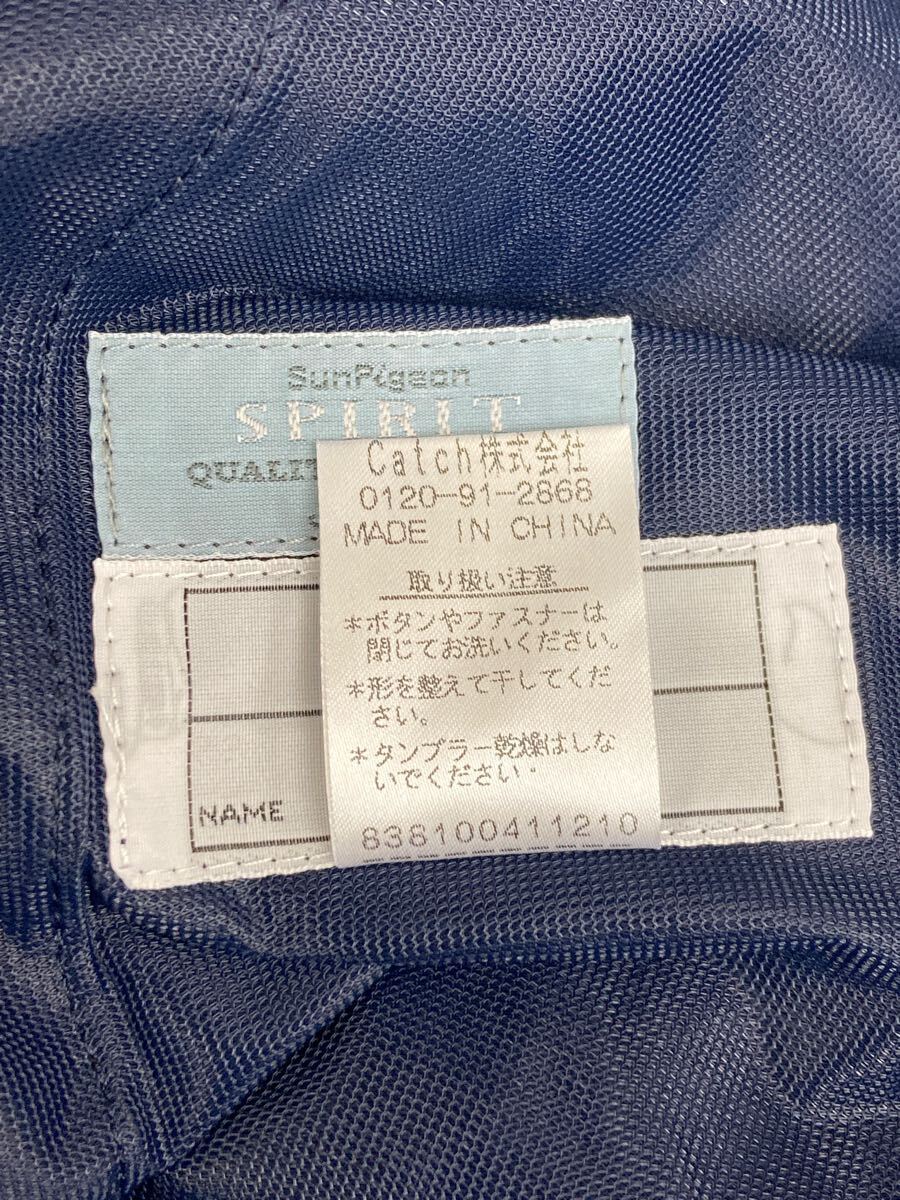 SunPigeon
SPIRIT
Catch株式会社
0120-91-2868
MADE IN CHINA
取り扱い注意
＊ボタンやファスナーは
閉じてお洗いください。
＊形を整えて干してくだ
さい。
＊タンブラー乾燥はしな
いでください・
838100411210
NAME